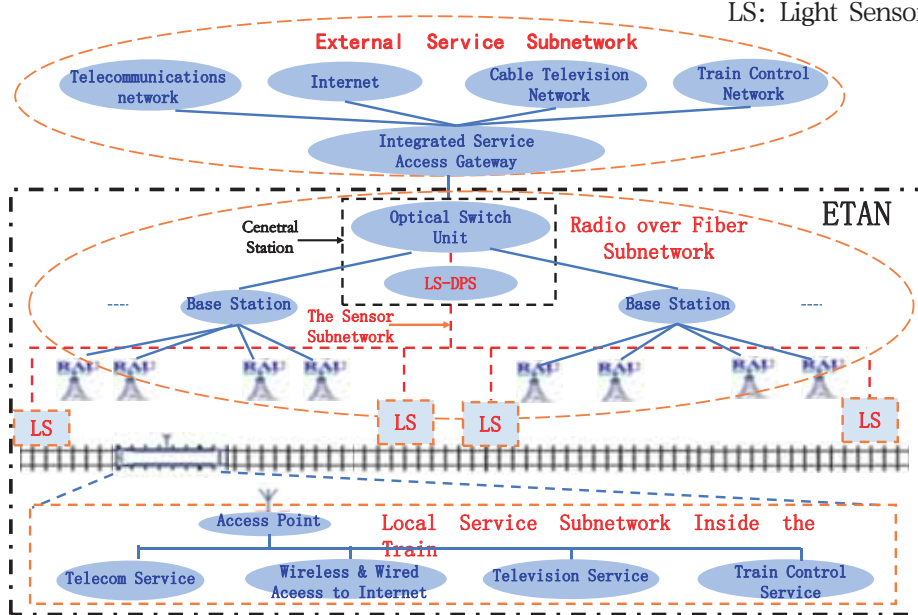 LS: Light Sensor
External Service Subnetwork
Telecommunications
network
Internet
Cable Television
Network
Train Control
Network
Integrated Service
Access Gateway
ETAN
Cenetral
Station
Optical Switch
Unit
Radio over Fiber
Subnetwork
LS-DPS
Base Station
Base Station
The Sensor
Subnetwork
RAU RAU RAU RAU RAU RAU RAU RAU
LS LS LS LS
Access Point
Local Service Subnetwork Inside the
Train
Telecom Service
Wireless & Wired
Aceess to Internet
Television Service
Train Control
Service